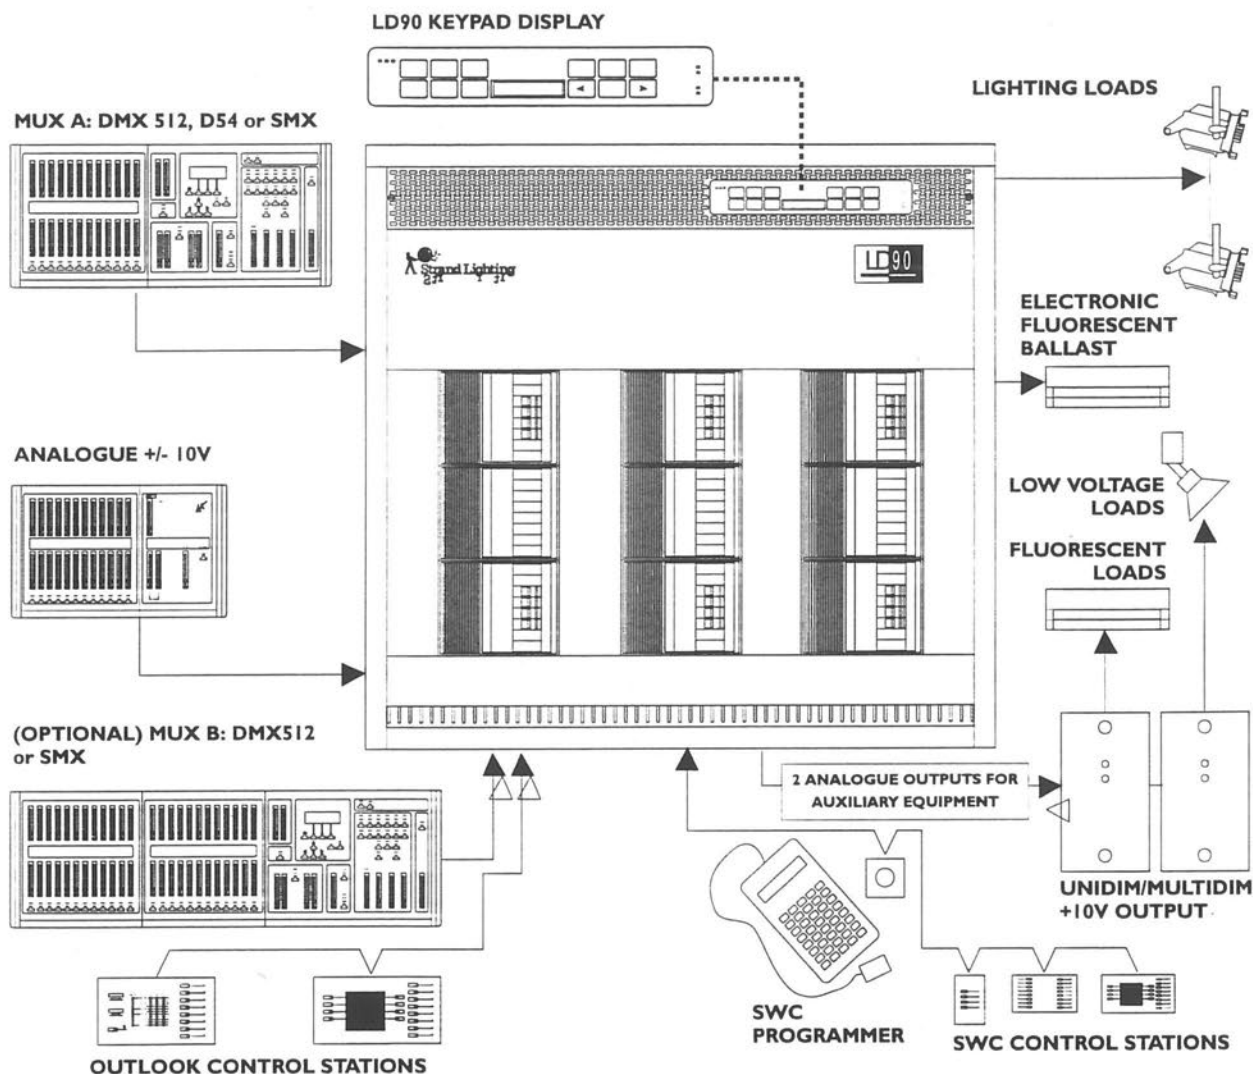 LD90 KEYPAD DISPLAY
LIGHTING LOADS
MUX A: DMX 512, D54 or SMX
Strand Lighting
LD90
ELECTRONIC
FLUORESCENT
BALLAST
ANALOGUE +/- 10V
LOW VOLTAGE
LOADS
FLUORESCENT
LOADS
(OPTIONAL) MUX B: DMX512
or SMX
2 ANALOGUE OUTPUTS FOR
AUXILIARY EQUIPMENT
UNIDIM/MULTIDIM
+10V OUTPUT
SWC
PROGRAMMER
SWC CONTROL STATIONS
OUTLOOK CONTROL STATIONS